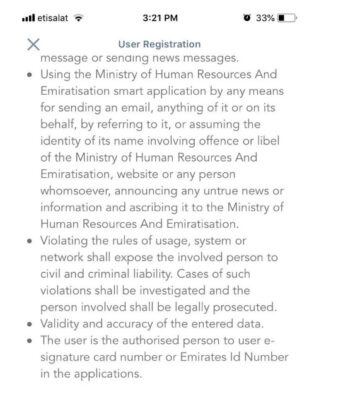 etisalat 3:21 PM 33%
User Registration
message or sending news messages.
• Using the Ministry of Human Resources And
Emiratisation smart application by any means
for sending an email, anything of it or on its
behalf, by referring to it, or assuming the
identity of its name involving offence or libel
of the Ministry of Human Resources And
Emiratisation, website or any person
whomsoever, announcing any untrue news or
information and ascribing it to the Ministry of
Human Resources And Emiratisation.
• Violating the rules of usage, system or
network shall expose the involved person to
civil and criminal liability. Cases of such
violations shall be investigated and the
person involved shall be legally prosecuted.
• Validity and accuracy of the entered data.
• The user is the authorised person to user e-
signature card number or Emirates Id Number
in the applications.